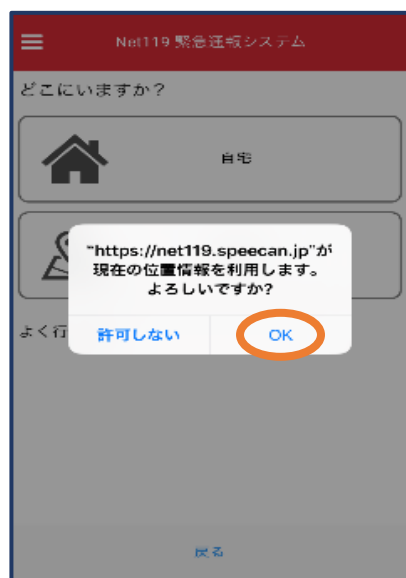 Net119 緊急通報システム
どこにいますか？
自宅
"https://net119.speecan.jp"が
現在の位置情報を利用します。
よろしいですか?
許可しない
OK
よく行
戻る